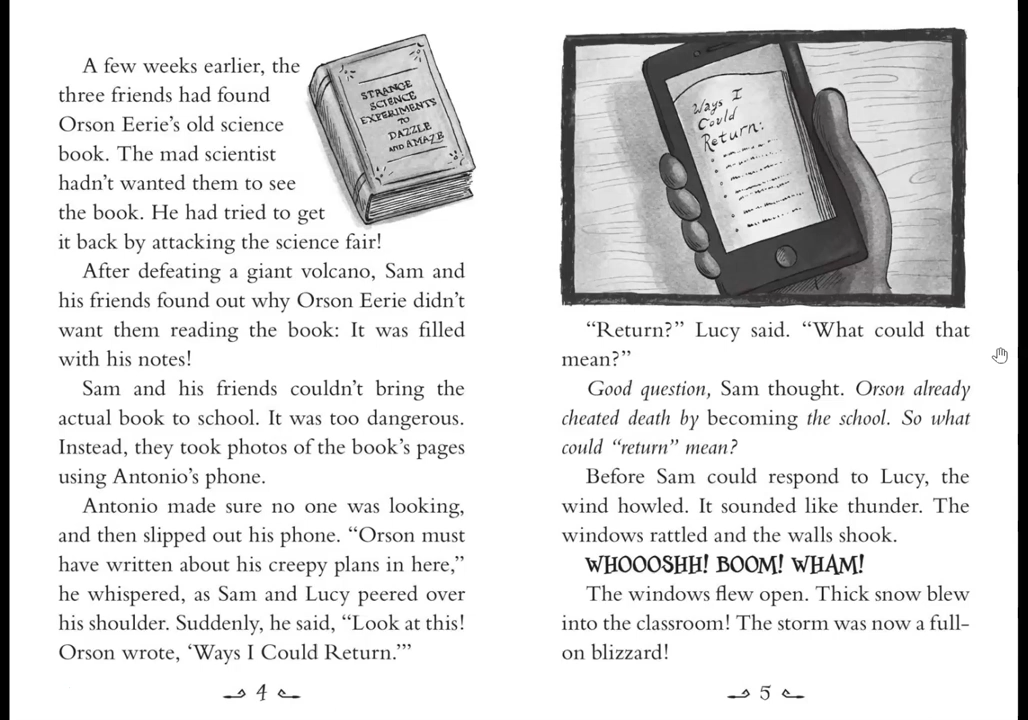 A few weeks earlier, the
three friends had found
Orson Eerie's old science
book. The mad scientist
hadn't wanted them to see
the book. He had tried to get
it back by attacking the science fair!
After defeating a giant volcano, Sam and
his friends found out why Orson Eerie didn't
want them reading the book: It was filled
with his notes!
Sam and his friends couldn't bring the
actual book to school. It was too dangerous.
Instead, they took photos of the book's pages
using Antonio's phone.
Antonio made sure no one was looking,
and then slipped out his phone. “Orson must
have written about his creepy plans in here,”
he whispered, as Sam and Lucy peered over
his shoulder. Suddenly, he said, “Look at this!
Orson wrote, ‘Ways I Could Return.’”
4
STRANGE
SCIENCE
EXPERIMENTS
TO
DAZZLE
AND AMAZE
Ways I
Could
Return:
“Return?” Lucy said. “What could that
mean?”
Good question, Sam thought. Orson already
cheated death by becoming the school. So what
could “return” mean?
Before Sam could respond to Lucy, the
wind howled. It sounded like thunder. The
windows rattled and the walls shook.
WHOOOSHH! BOOM! WHAM!
The windows flew open. Thick snow blew
into the classroom! The storm was now a full-
on blizzard!
5